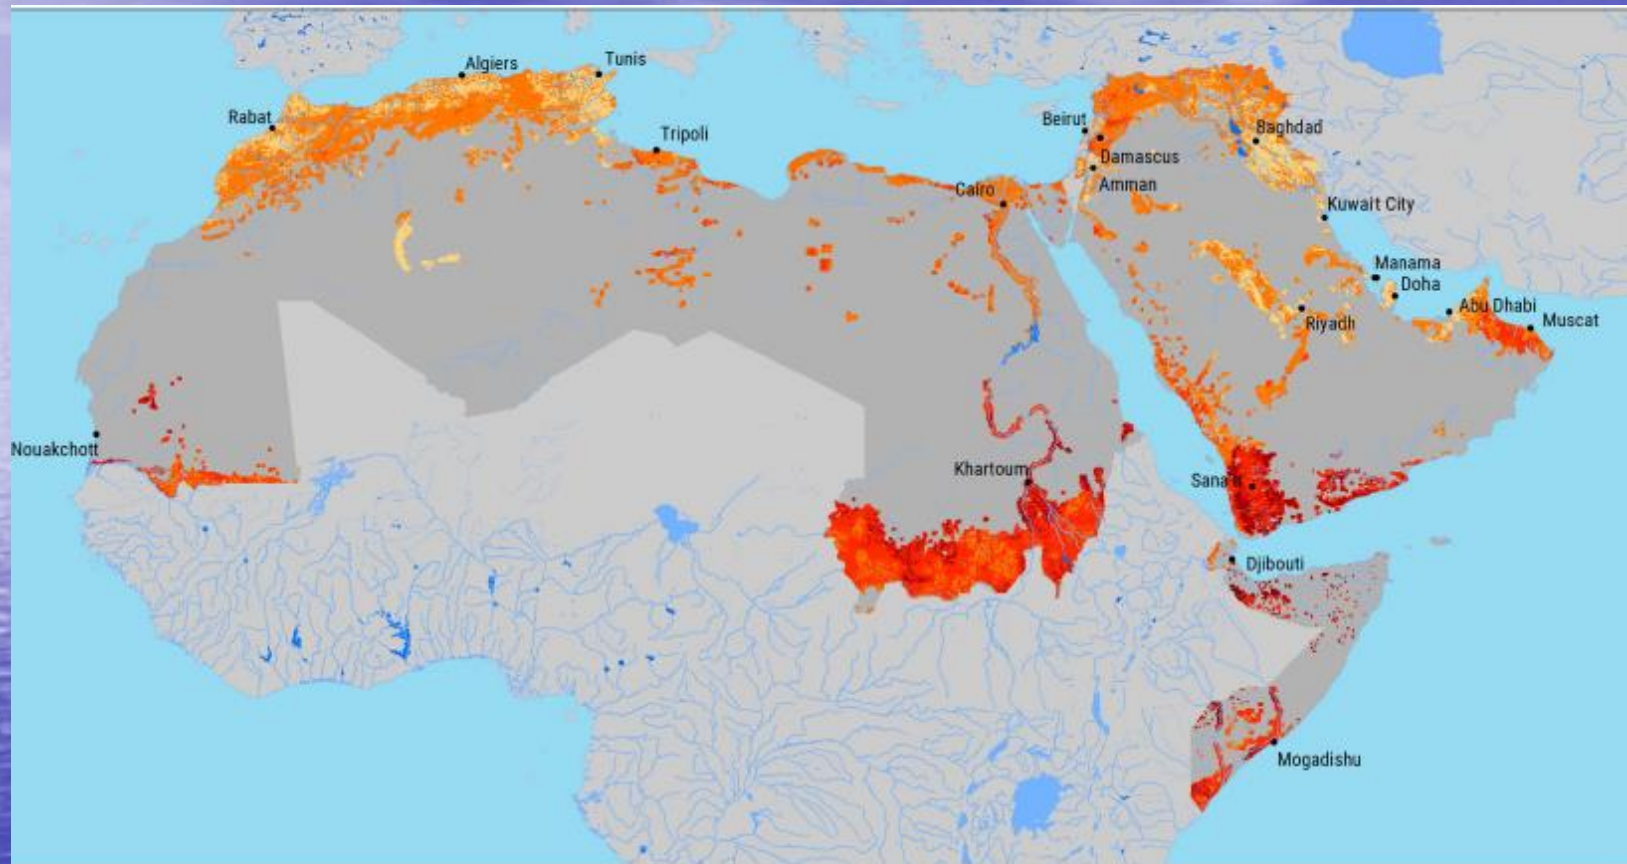 Algiers
Tunis
Rabat
Tripoli
Beirut
Baghdad
Damascus
Cairo
Amman
Kuwait City
Manama
Doha
Abu Dhabi
Riyadh
Muscat
Nouakchott
Khartoum
Sana'a
Djibouti
Mogadishu